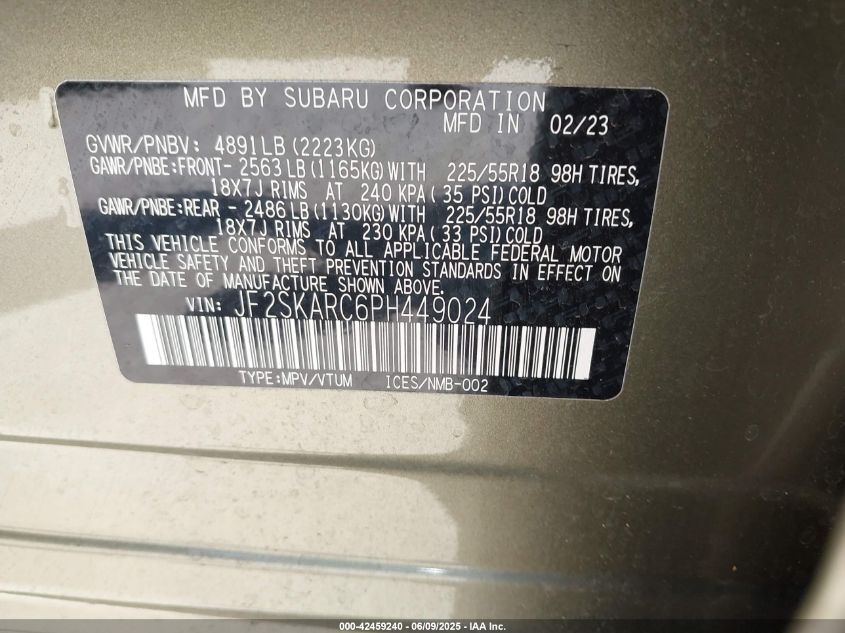 MFD BY SUBARU CORPORATION
MFD IN 02/23
GVWR/PNBV: 4891LB(2223KG)
GAWR/PNBE:FRONT- 2563LB(1165KG)WITH 225/55R18 98H TIRES,
18X7J RIMS AT 240 KPA(35 PSI)COLD
GAWR/PNBE:REAR - 2486LB(1130KG)WITH 225/55R18 98H TIRES,
18X7J RIMS AT 230 KPA(33 PSI)COLD
THIS VEHICLE CONFORMS TO ALL APPLICABLE FEDERAL MOTOR
VEHICLE SAFETY AND THEFT PREVENTION STANDARDS IN EFFECT ON
THE DATE OF MANUFACTURE SHOWN ABOVE.
VIN: JF2SKARC6PH449024
TYPE:MPV/VTUM ICES/NMB-002
000-42459240 - 06/09/2025 - IAA Inc.